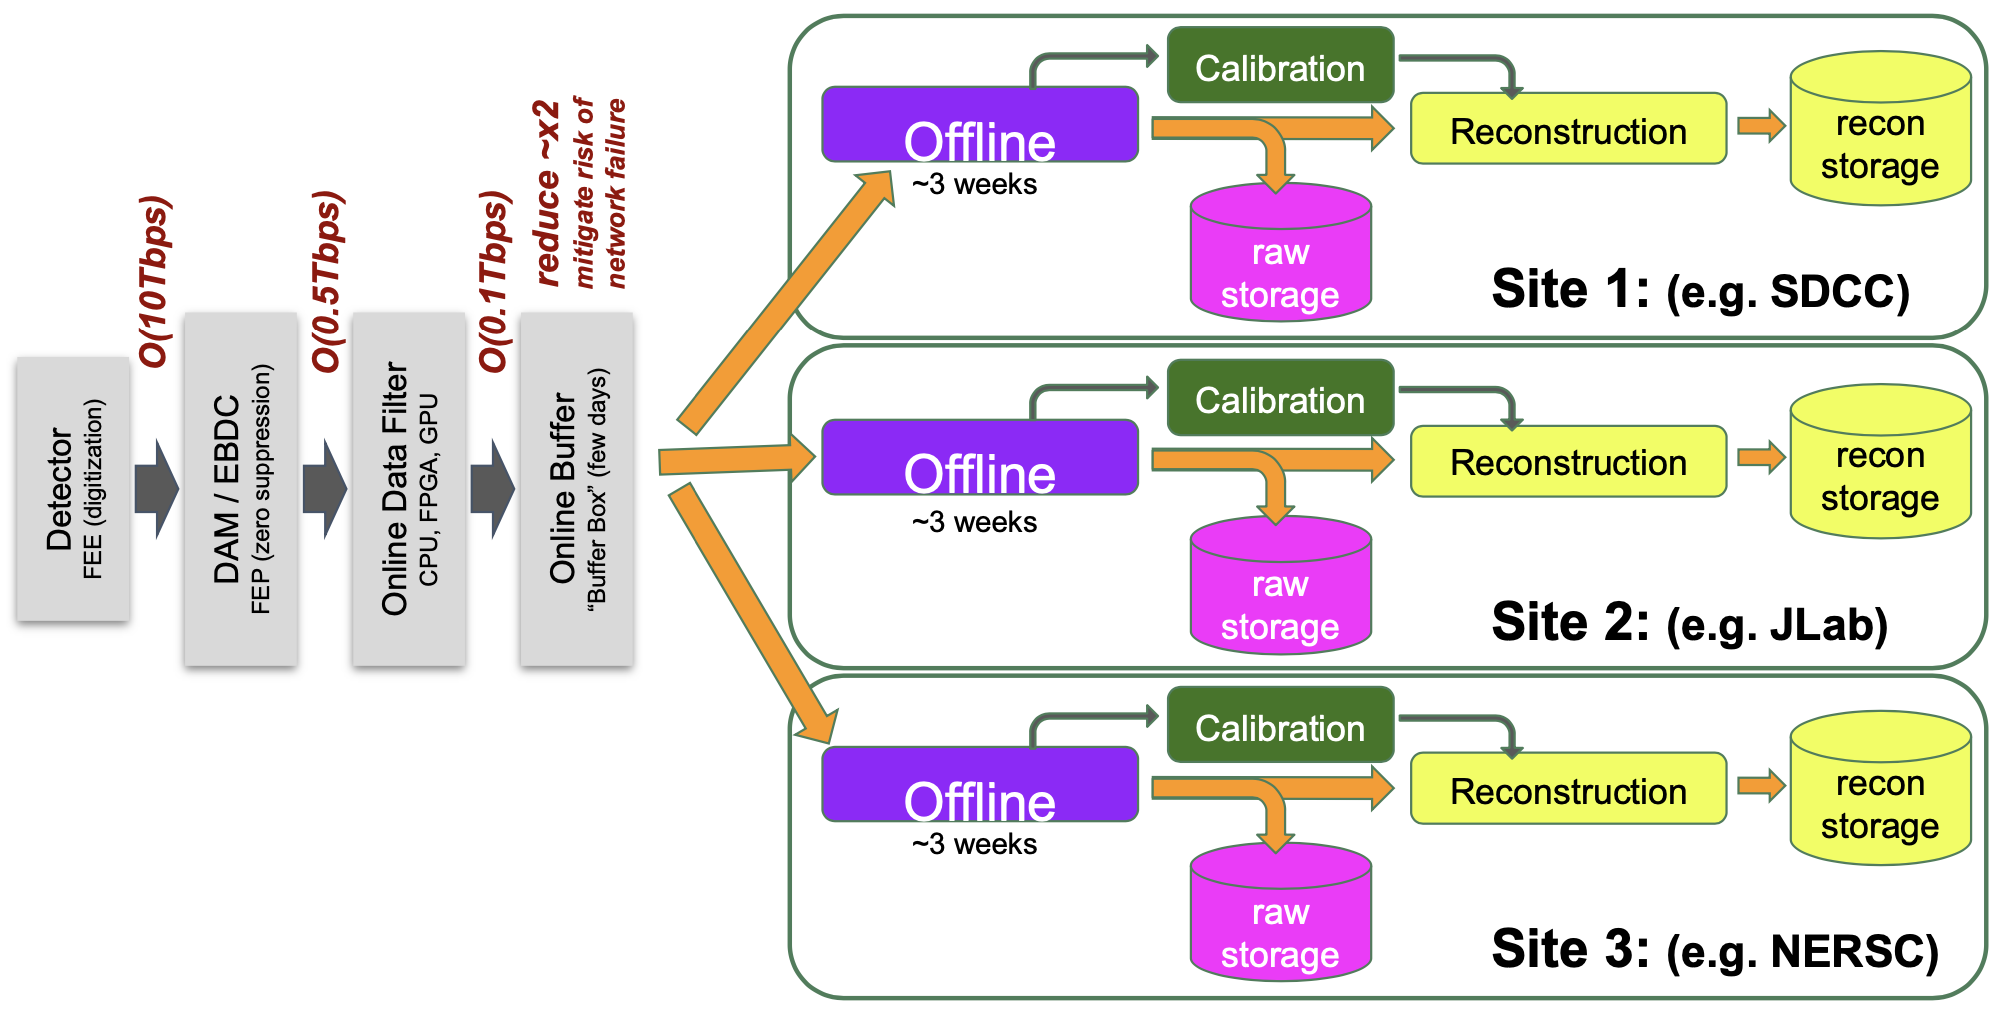 Detector
FEE (digitization)
O(10Tbps)
DAM / EBDC
FEP (zero suppression)
O(0.5Tbps)
Online Data Filter
CPU, FPGA, GPU
O(0.1Tbps)
Online Buffer
“Buffer Box” (few days)
reduce ~x2
mitigate risk of
network failure
Calibration
Offline
~3 weeks
Reconstruction
recon
storage
raw
storage
Site 1: (e.g. SDCC)
Calibration
Offline
~3 weeks
Reconstruction
recon
storage
raw
storage
Site 2: (e.g. JLab)
Calibration
Offline
~3 weeks
Reconstruction
recon
storage
raw
storage
Site 3: (e.g. NERSC)